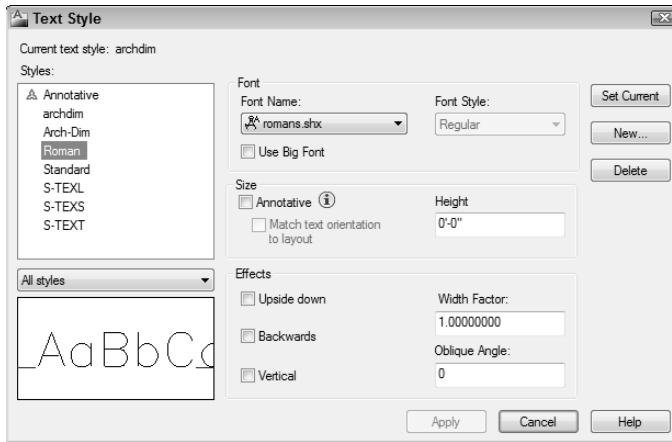 Text Style
Current text style: archdim
Styles:
Annotative
archdim
Arch-Dim
Roman
Standard
S-TEXL
S-TEXS
S-TEXT
All styles
AaBbC
Font
Font Name:
romans.shx
Use Big Font
Font Style:
Regular
Size
Annotative
Match text orientation
to layout
Height
0'-0"
Effects
Upside down
Backwards
Vertical
Width Factor:
1.00000000
Oblique Angle:
0
Set Current
New...
Delete
Apply
Cancel
Help